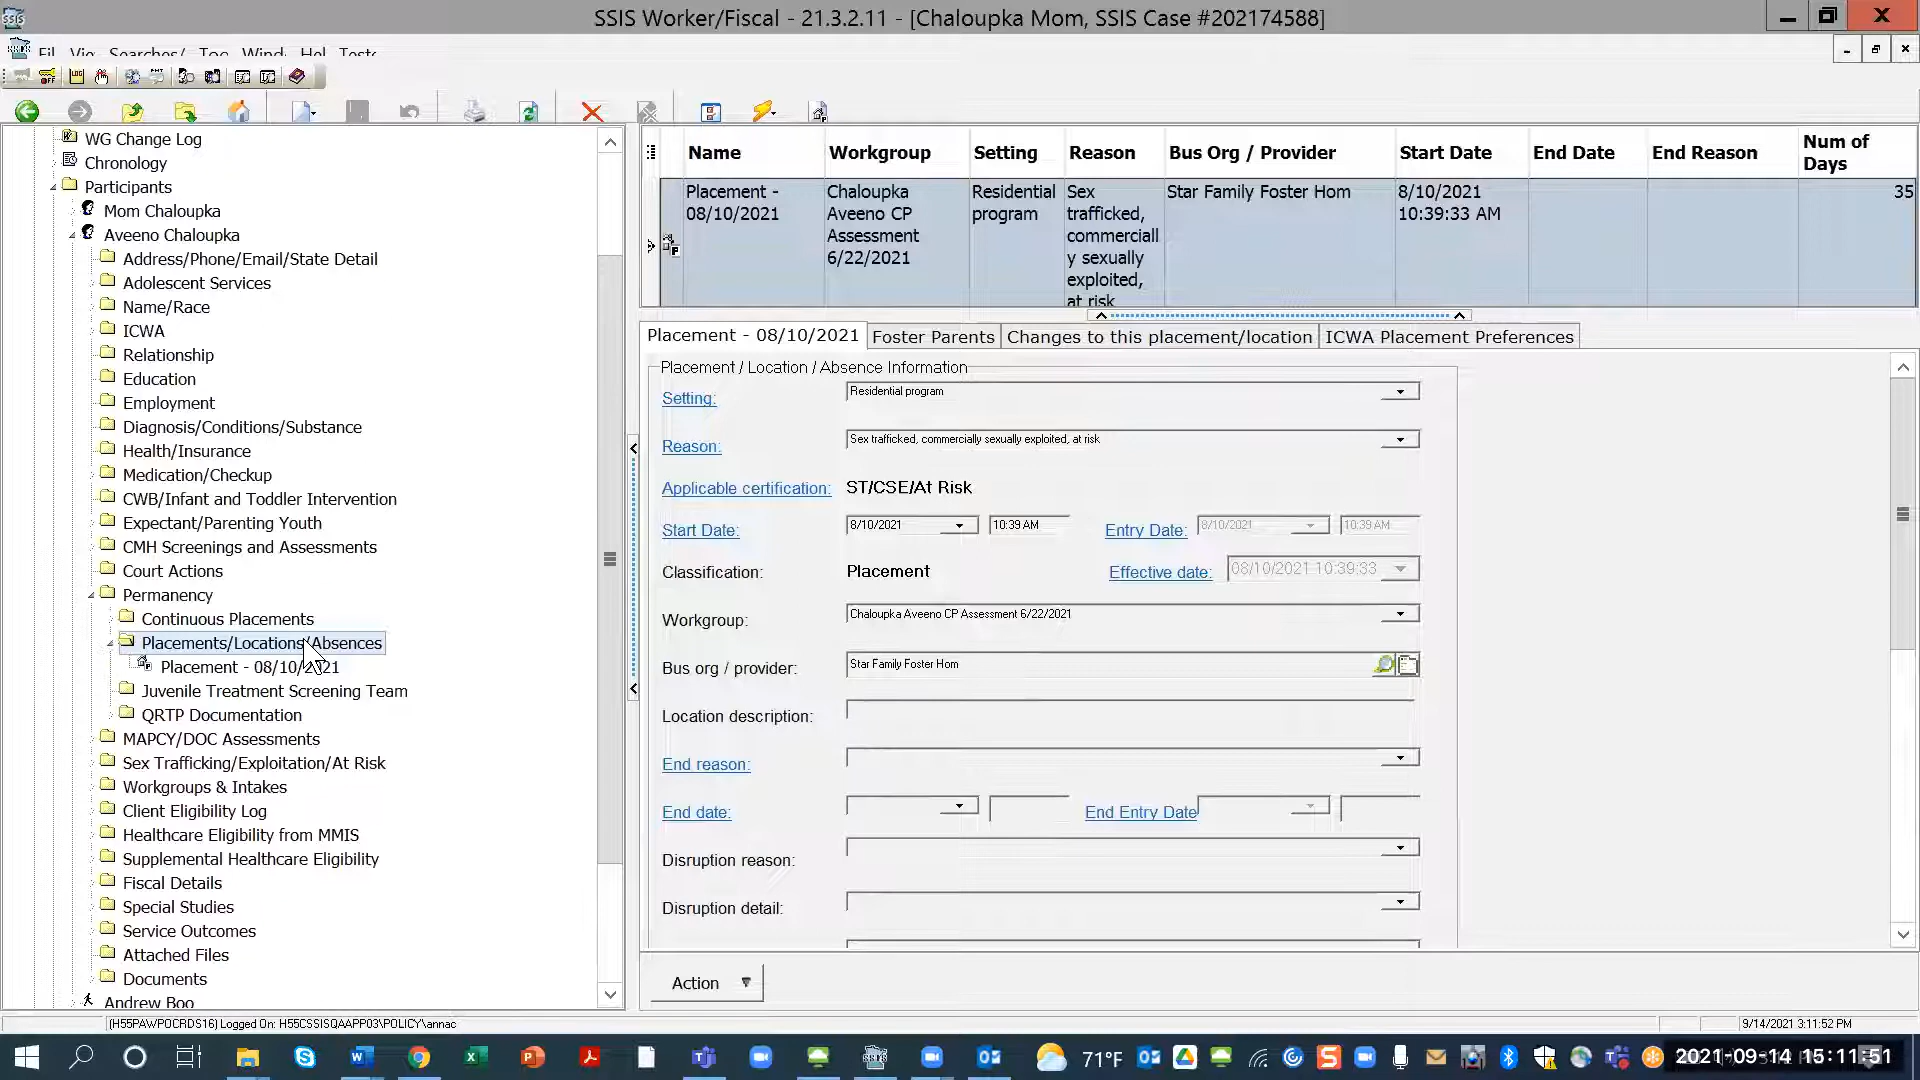 SSIS Worker/Fiscal - 21.3.2.11 - [Chaloupka Mom, SSIS Case #202174588]
WG Change Log
Chronology
Participants
Mom Chaloupka
Aveeno Chaloupka
Address/Phone/Email/State Detail
Adolescent Services
Name/Race
ICWA
Relationship
Education
Employment
Diagnosis/Conditions/Substance
Health/Insurance
Medication/Checkup
CWB/Infant and Toddler Intervention
Expectant/Parenting Youth
CMH Screenings and Assessments
Court Actions
Permanency
Continuous Placements
Placements/Locations/Absences
Placement - 08/10/2021
Juvenile Treatment Screening Team
QRTP Documentation
MAPCY/DOC Assessments
Sex Trafficking/Exploitation/At Risk
Workgroups & Intakes
Client Eligibility Log
Healthcare Eligibility from MMIS
Supplemental Healthcare Eligibility
Fiscal Details
Special Studies
Service Outcomes
Attached Files
Documents
Andrew Boo
Name Workgroup Setting Reason Bus Org / Provider Start Date End Date End Reason Num of Days
Placement - 08/10/2021
Chaloupka Aveeno CP Assessment 6/22/2021
Residential program
Sex trafficked, commerciall y sexually exploited, at risk
Star Family Foster Hom
8/10/2021 10:39:33 AM
35
Placement - 08/10/2021 Foster Parents Changes to this placement/location ICWA Placement Preferences
Placement / Location / Absence Information
Setting: Residential program
Reason: Sex trafficked, commercially sexually exploited, at risk
Applicable certification: ST/CSE/At Risk
Start Date: 8/10/2021 10:39 AM Entry Date: 8/10/2021 10:39 AM
Classification: Placement Effective date: 08/10/2021 10:39:33
Workgroup: Chaloupka Aveeno CP Assessment 6/22/2021
Bus org / provider: Star Family Foster Hom
Location description:
End reason:
End date: End Entry Date
Disruption reason:
Disruption detail:
Action
(H55PAWPOCRDS16) Logged On: H55CSSISQAAPP03\POLICY\annac
9/14/2021 3:11:52 PM
71°F
2021-09-14 15:11:51